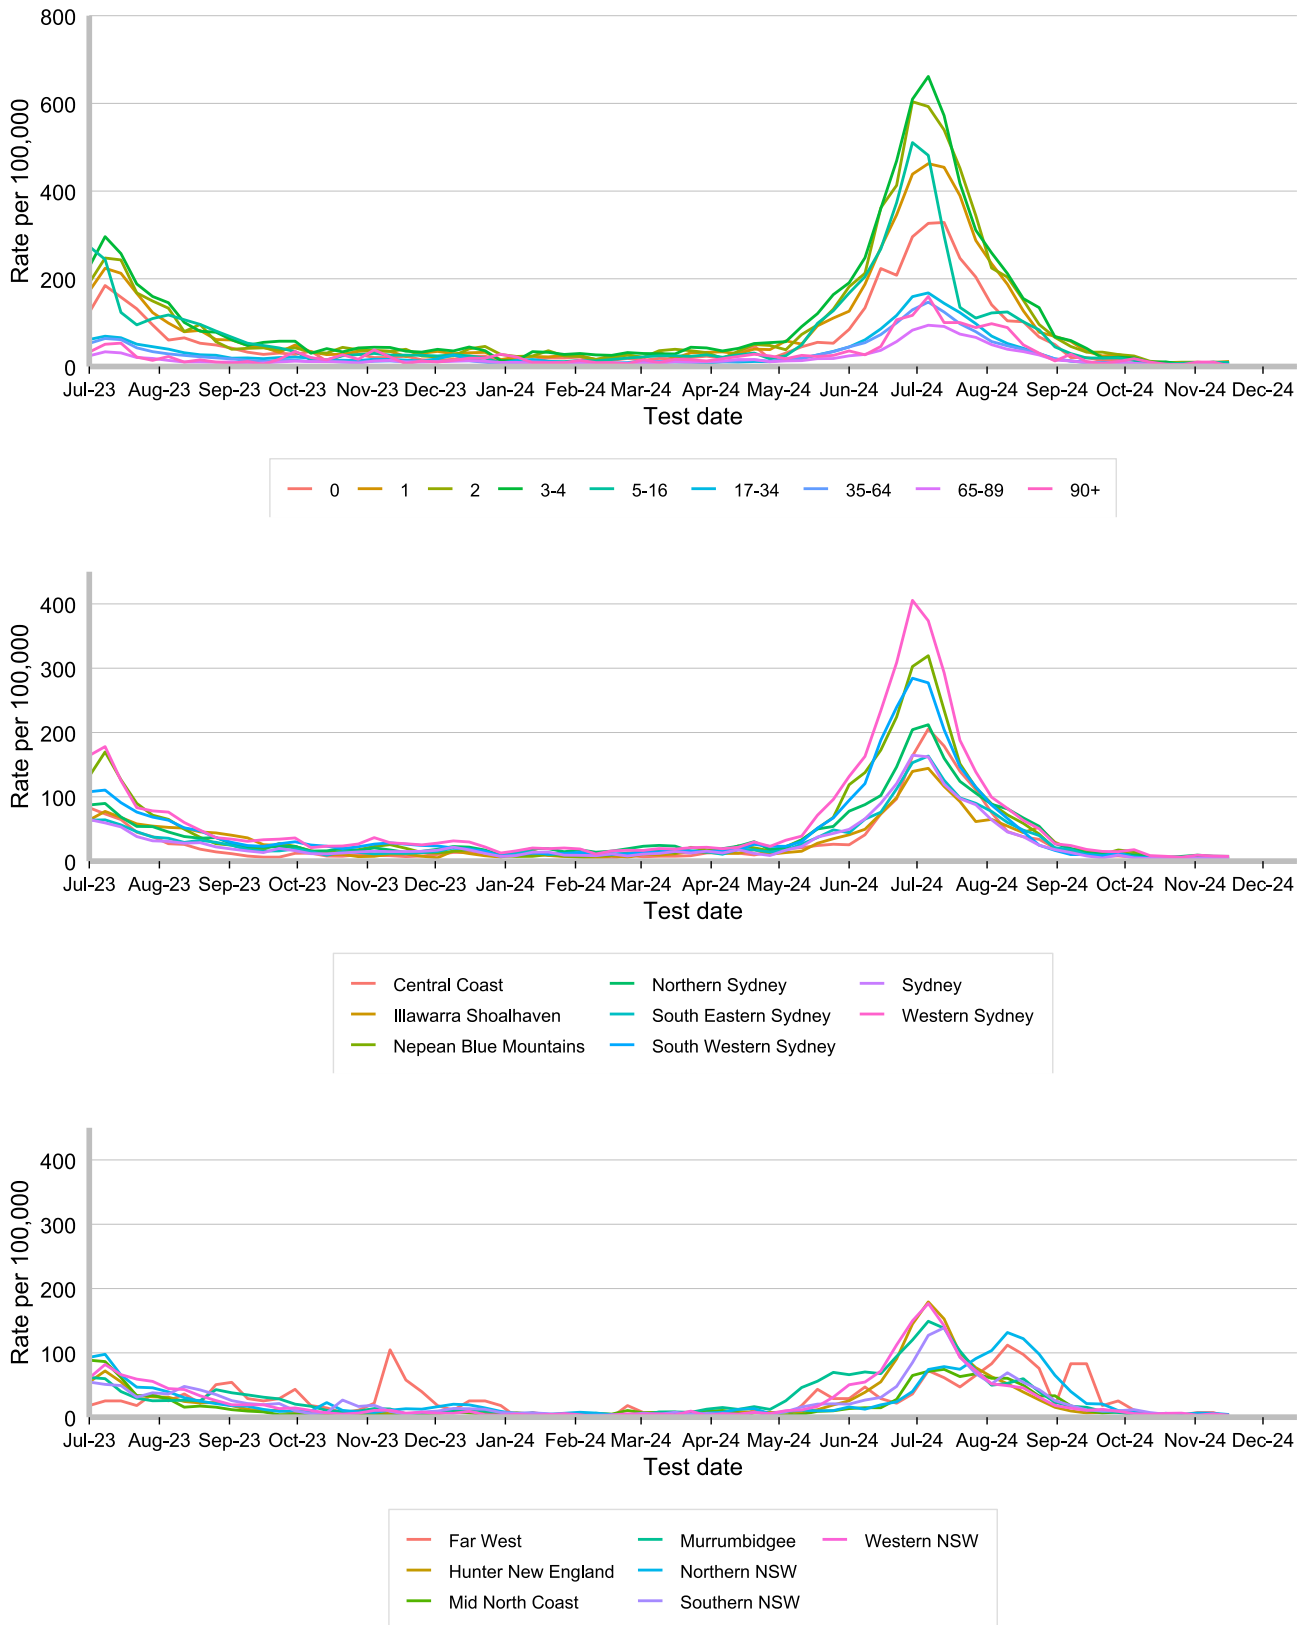 800
600
400
200
0
Rate per 100,000
Jul-23 Aug-23 Sep-23 Oct-23 Nov-23 Dec-23 Jan-24 Feb-24 Mar-24 Apr-24 May-24 Jun-24 Jul-24 Aug-24 Sep-24 Oct-24 Nov-24 Dec-24
Test date
0 1 2 3-4 5-16 17-34 35-64 65-89 90+
400
300
200
100
0
Rate per 100,000
Jul-23 Aug-23 Sep-23 Oct-23 Nov-23 Dec-23 Jan-24 Feb-24 Mar-24 Apr-24 May-24 Jun-24 Jul-24 Aug-24 Sep-24 Oct-24 Nov-24 Dec-24
Test date
Central Coast Northern Sydney Sydney
Illawarra Shoalhaven South Eastern Sydney Western Sydney
Nepean Blue Mountains South Western Sydney
400
300
200
100
0
Rate per 100,000
Jul-23 Aug-23 Sep-23 Oct-23 Nov-23 Dec-23 Jan-24 Feb-24 Mar-24 Apr-24 May-24 Jun-24 Jul-24 Aug-24 Sep-24 Oct-24 Nov-24 Dec-24
Test date
Far West Murrumbidgee Western NSW
Hunter New England Northern NSW
Mid North Coast Southern NSW